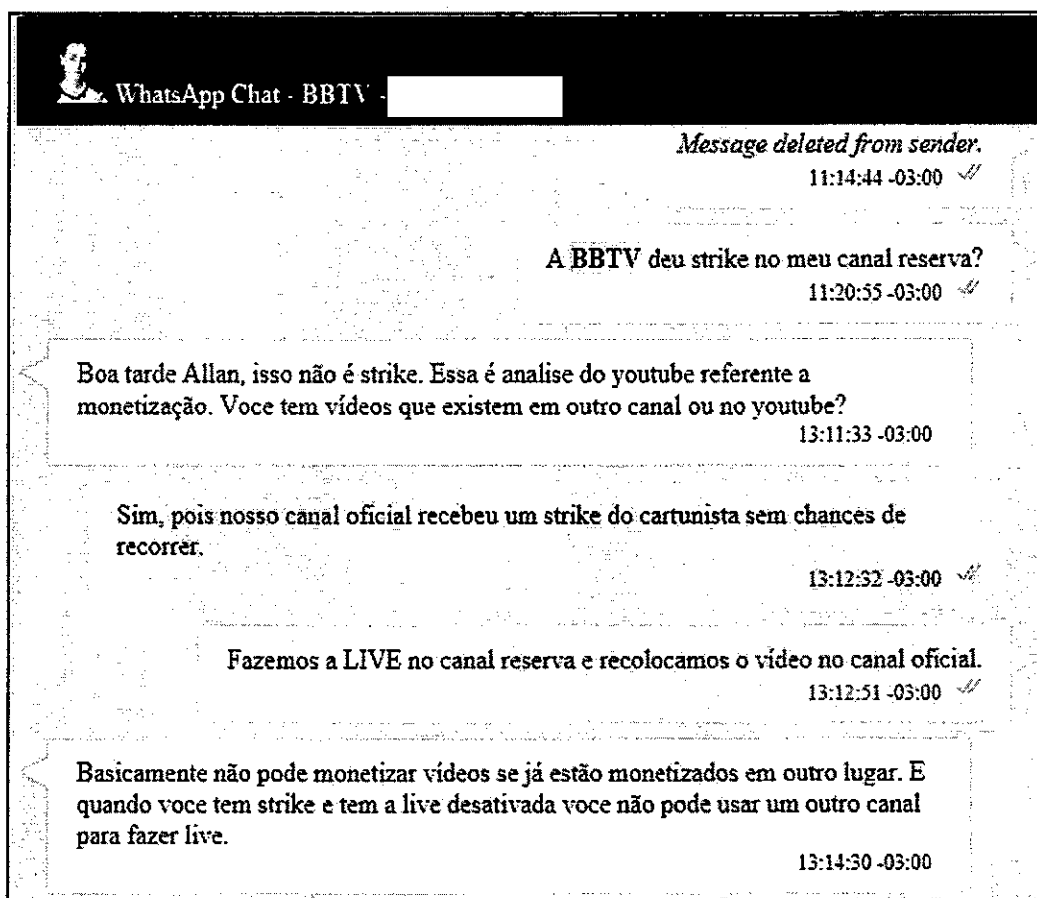 WhatsApp Chat - BBTV -
Message deleted from sender.
11:14:44 -03:00
A BBTV deu strike no meu canal reserva?
11:20:55 -03:00
Boa tarde Allan, isso não é strike. Essa é analise do youtube referente a
monetização. Voce tem vídeos que existem em outro canal ou no youtube?
13:11:33 -03:00
Sim, pois nosso canal oficial recebeu um strike do cartunista sem chances de
recorrer.
13:12:32 -03:00
Fazemos a LIVE no canal reserva e recolocamos o vídeo no canal oficial.
13:12:51 -03:00
Basicamente não pode monetizar vídeos se já estão monetizados em outro lugar. E
quando voce tem strike e tem a live desativada voce não pode usar um outro canal
para fazer live.
13:14:30 -03:00